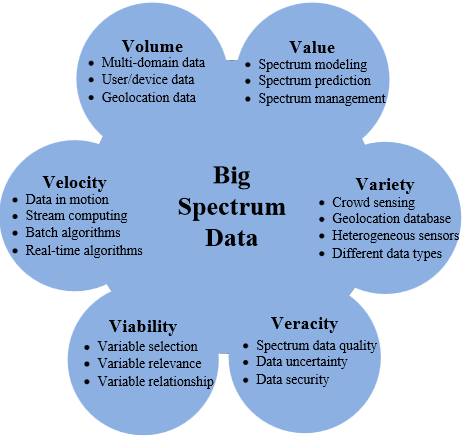 Volume
• Multi-domain data
• User/device data
• Geolocation data
Value
• Spectrum modeling
• Spectrum prediction
• Spectrum management
Velocity
• Data in motion
• Stream computing
• Batch algorithms
• Real-time algorithms
Big
Spectrum
Data
Variety
• Crowd sensing
• Geolocation database
• Heterogeneous sensors
• Different data types
Viability
• Variable selection
• Variable relevance
• Variable relationship
Veracity
• Spectrum data quality
• Data uncertainty
• Data security